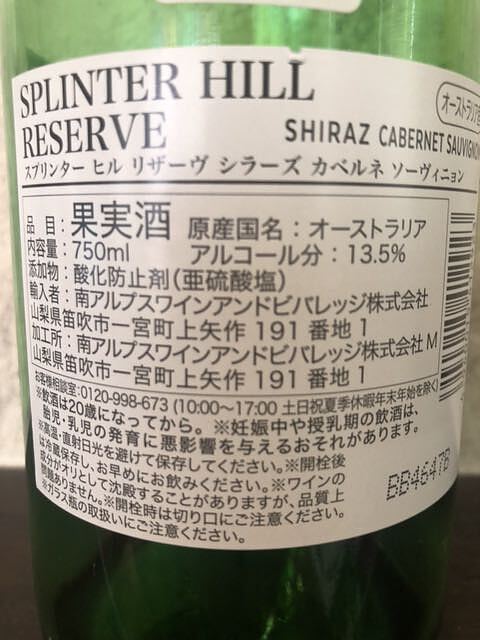 SPLINTER HILL
オーストラリア
RESERVE
SHIRAZ CABERNET SAUVIGNON
スプリンター ヒル リザーヴ シラーズ カベルネ ソーヴィニョン
品 目：果実酒 原産国名：オーストラリア
内容量：750ml アルコール分：13.5%
添加物：酸化防止剤（亜硫酸塩）
輸入者：南アルプスワインアンドビバレッジ株式会社
山梨県笛吹市一宮町上矢作 191 番地 1
加工所：南アルプスワインアンドビバレッジ株式会社 M
山梨県笛吹市一宮町上矢作 191 番地 1
お客様相談室：0120-998-673 (10:00〜17:00 土日祝夏季休暇年末年始を除く)
※飲酒は20歳になってから。※妊娠中や授乳期の飲酒は、
胎児・乳児の発育に悪影響を与えるおそれがあります。
※高温・直射日光を避けて保存してください。※開栓後
は冷蔵保存し、お早めにお飲みください。※ワインの
成分がオリとして沈殿することがありますが、品質上
問題ありません。※開栓時は切り口にご注意ください。
※ガラス瓶の取扱いにご注意ください。
BB4647B